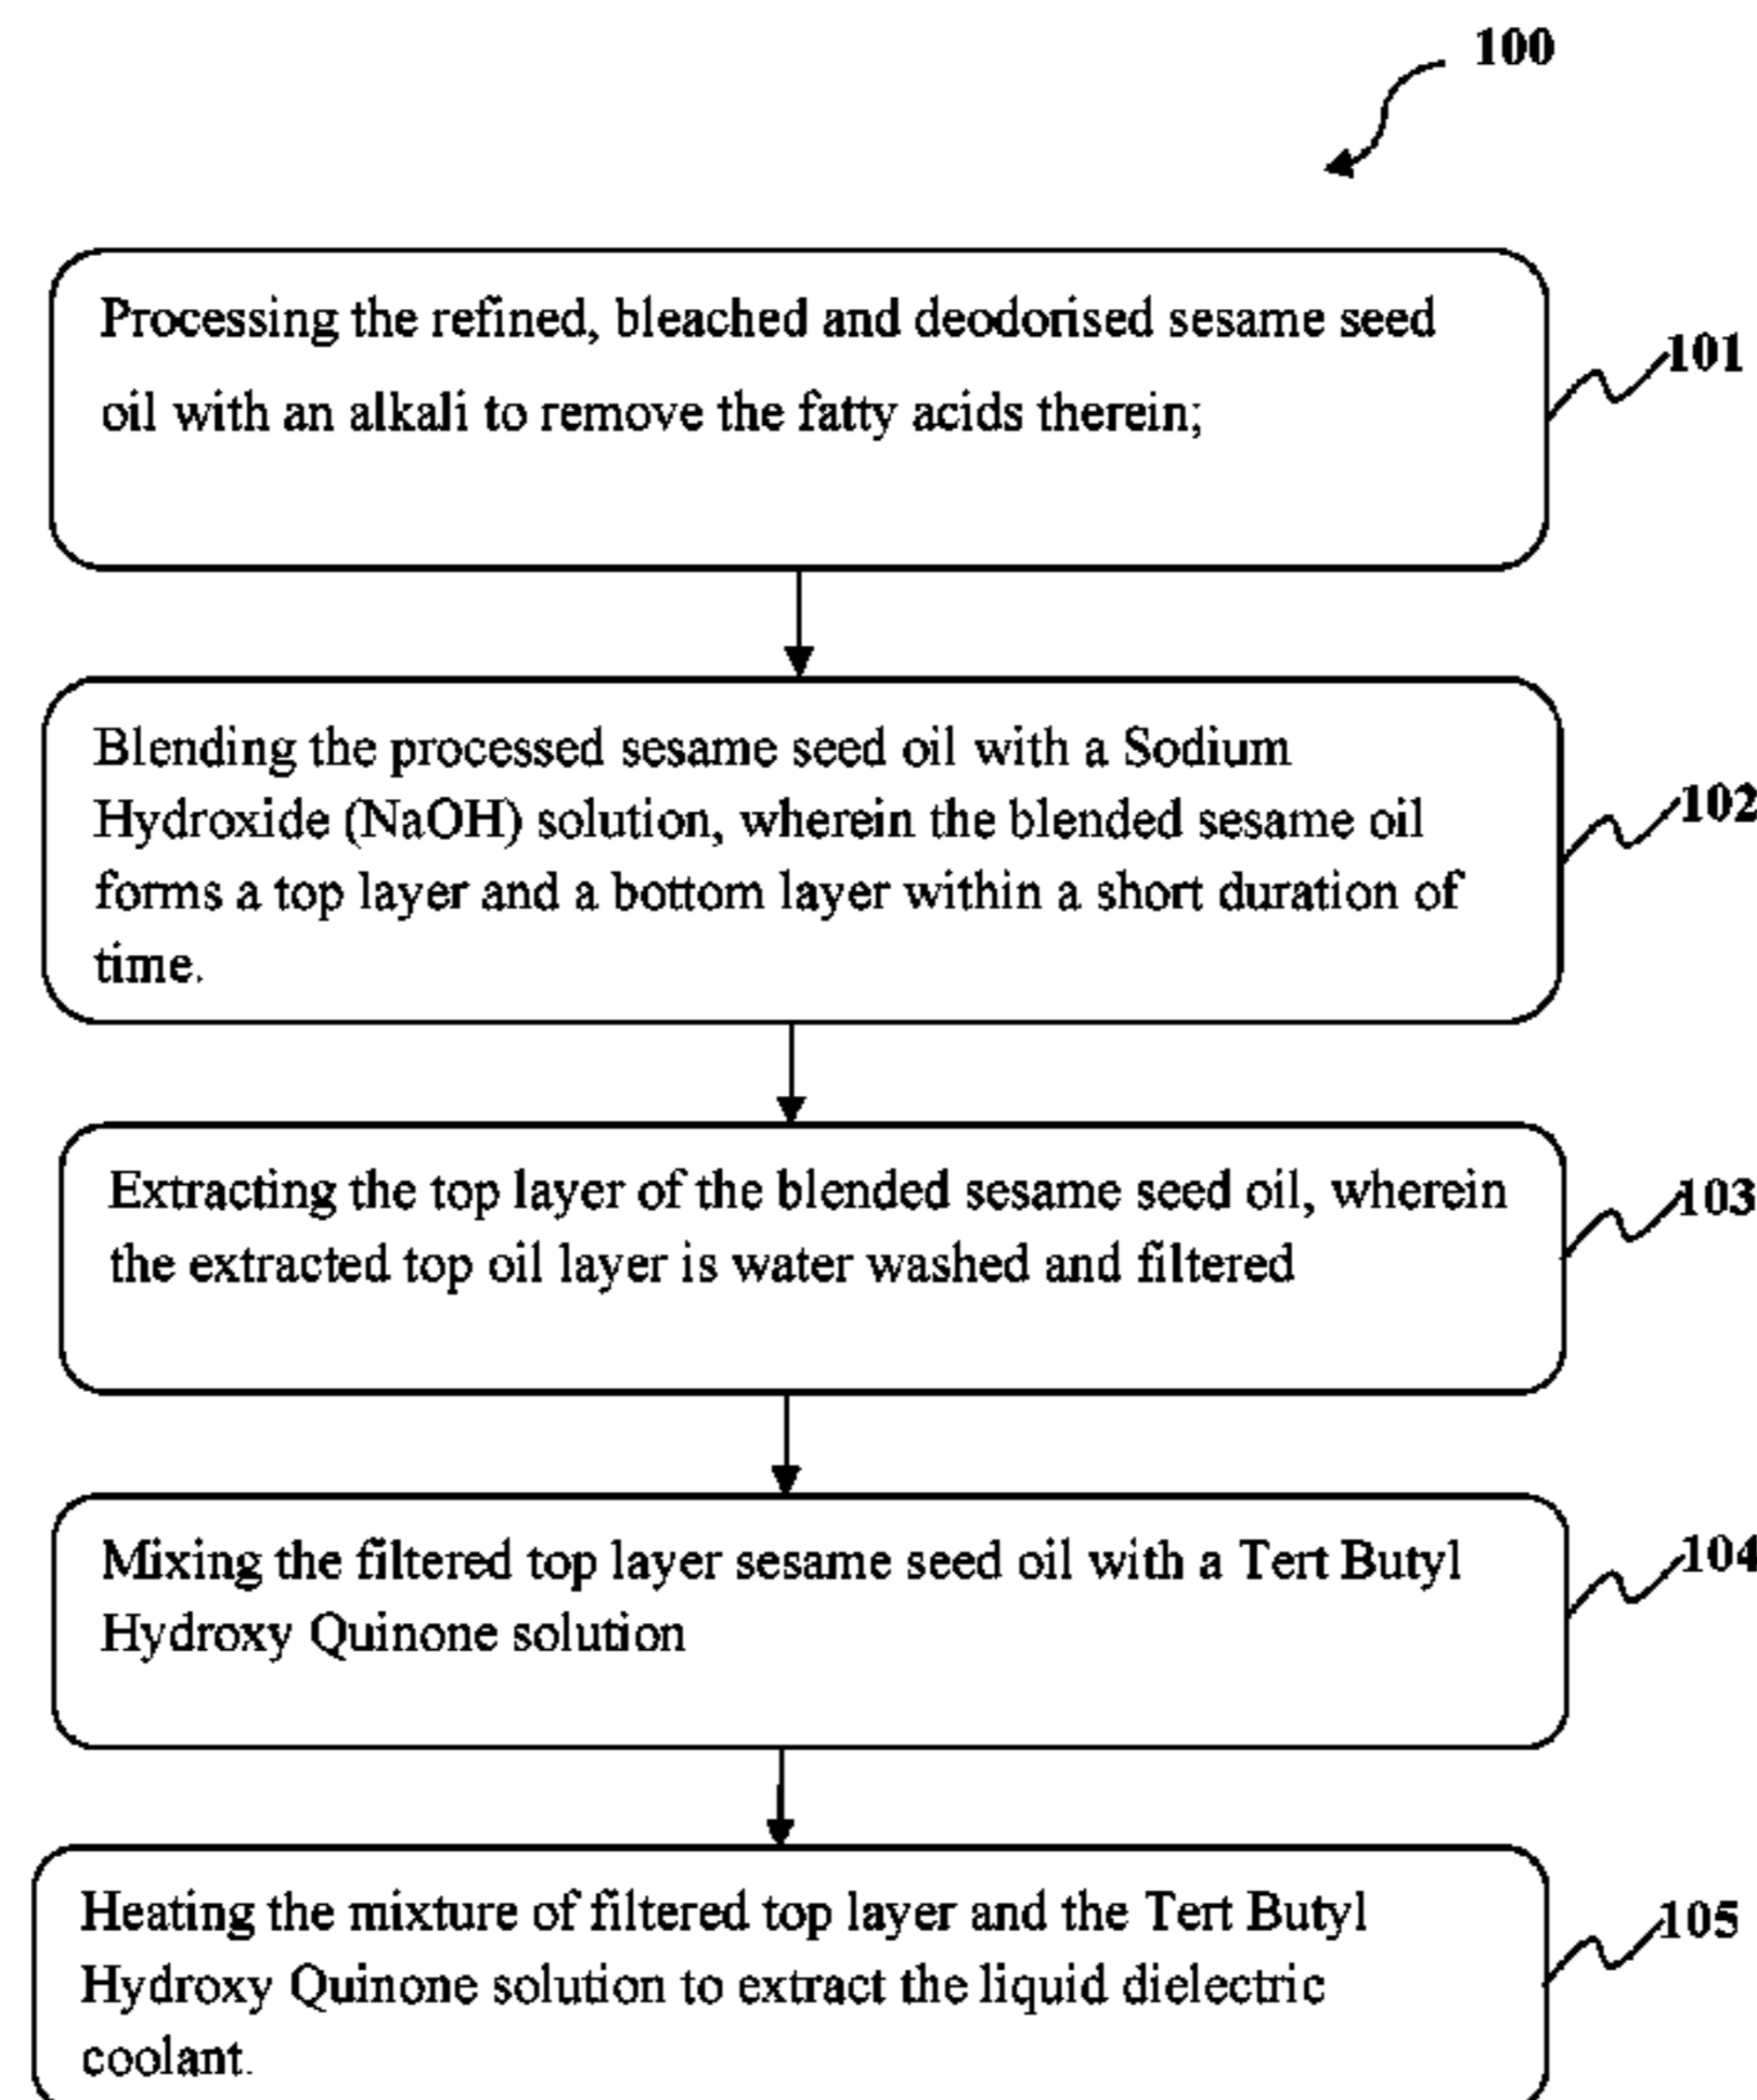 100
Processing the refined, bleached and deodorised sesame seed
oil with an alkali to remove the fatty acids therein;
101
Blending the processed sesame seed oil with a Sodium
Hydroxide (NaOH) solution, wherein the blended sesame oil
forms a top layer and a bottom layer within a short duration of
time.
102
Extracting the top layer of the blended sesame seed oil, wherein
the extracted top oil layer is water washed and filtered
103
Mixing the filtered top layer sesame seed oil with a Tert Butyl
Hydroxy Quinone solution
104
Heating the mixture of filtered top layer and the Tert Butyl
Hydroxy Quinone solution to extract the liquid dielectric
coolant.
105